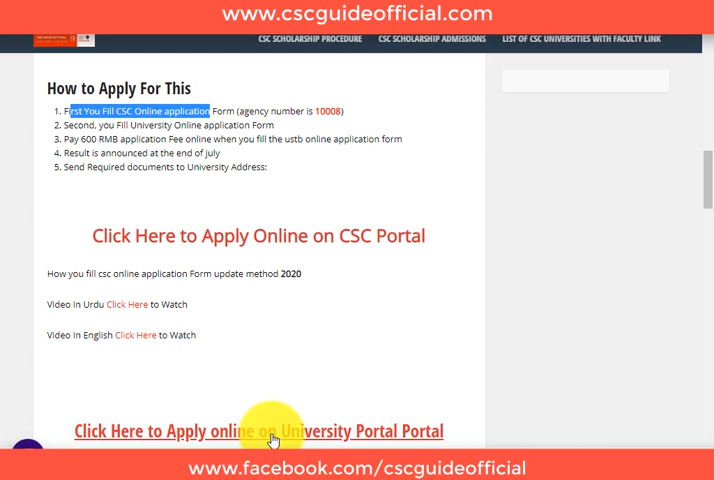 www.cscguideofficial.com
CSC SCHOLARSHIP PROCEDURE CSC SCHOLARSHIP ADMISSIONS LIST OF CSC UNIVERSITIES WITH FACULTY LINK
How to Apply For This
1. First You Fill CSC Online application Form (agency number is 10008)
2. Second, you Fill University Online application Form
3. Pay 600 RMB application Fee online when you fill the ustb online application form
4. Result is announced at the end of july
5. Send Required documents to University Address:
Click Here to Apply Online on CSC Portal
How you fill csc online application Form update method 2020
Video In Urdu Click Here to Watch
Video In English Click Here to Watch
Click Here to Apply online on University Portal Portal
www.facebook.com/cscguideofficial